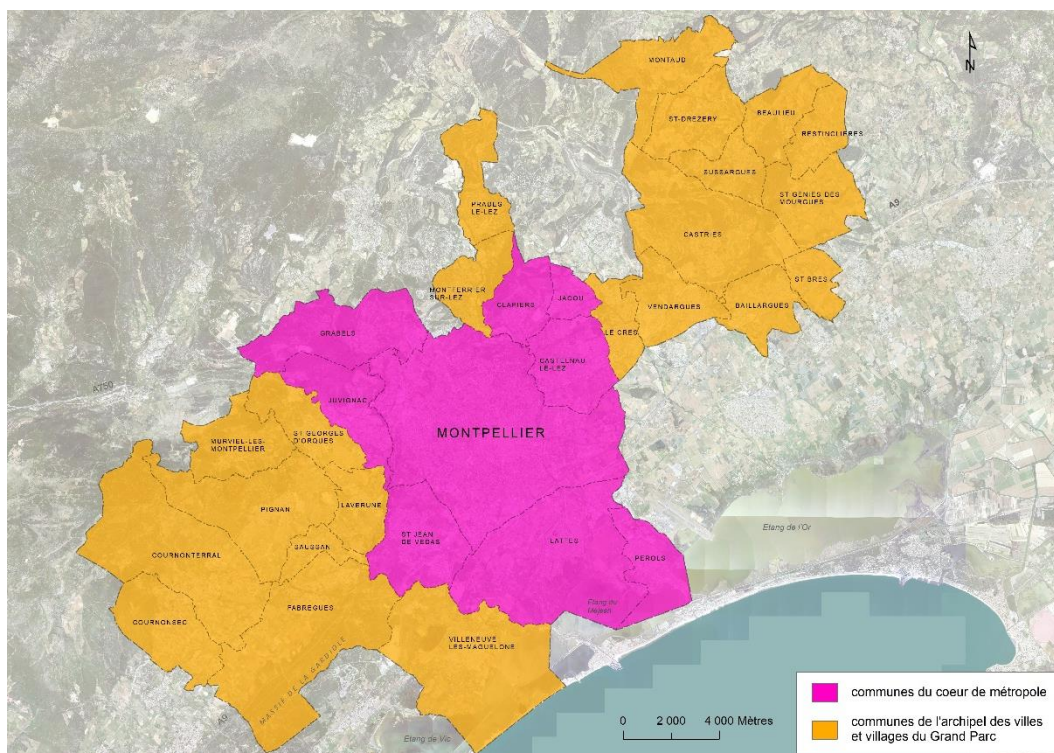 N
MONTAUD
ST-DREZERY
BEAULIEU
RESTINCLIÈRES
SUSSARGUES
ST GENIES DES
MOURGUES
A9
PRADES
LE-LEZ
CASTRIES
ST BRES
MONTFERRIER
SUR-LEZ
CLAPIERS
JACOU
VENDARGUES
BAILLARGUES
LE CRES
GRABELS
CASTELNAU
LE-LEZ
A750
JUVIGNAC
MONTPELLIER
ST GEORGES
D'ORQUES
MURVIEL-LES-
MONTPELLIER
LAVERUNE
PIGNAN
Etang de l'Or
ST JEAN
DE VEDAS
LATTES
PEROLS
SAUSSAN
COURNONTERRAL
Etang du
Méjean
FABREGUES
COURNONSEC
VILLENEUVE
LES-MAGUELONE
MASSIF DE LA GARDIOLE
A9
Etang de Vic
0 2 000 4 000 Mètres
communes du coeur de métropole
communes de l'archipel des villes
et villages du Grand Parc